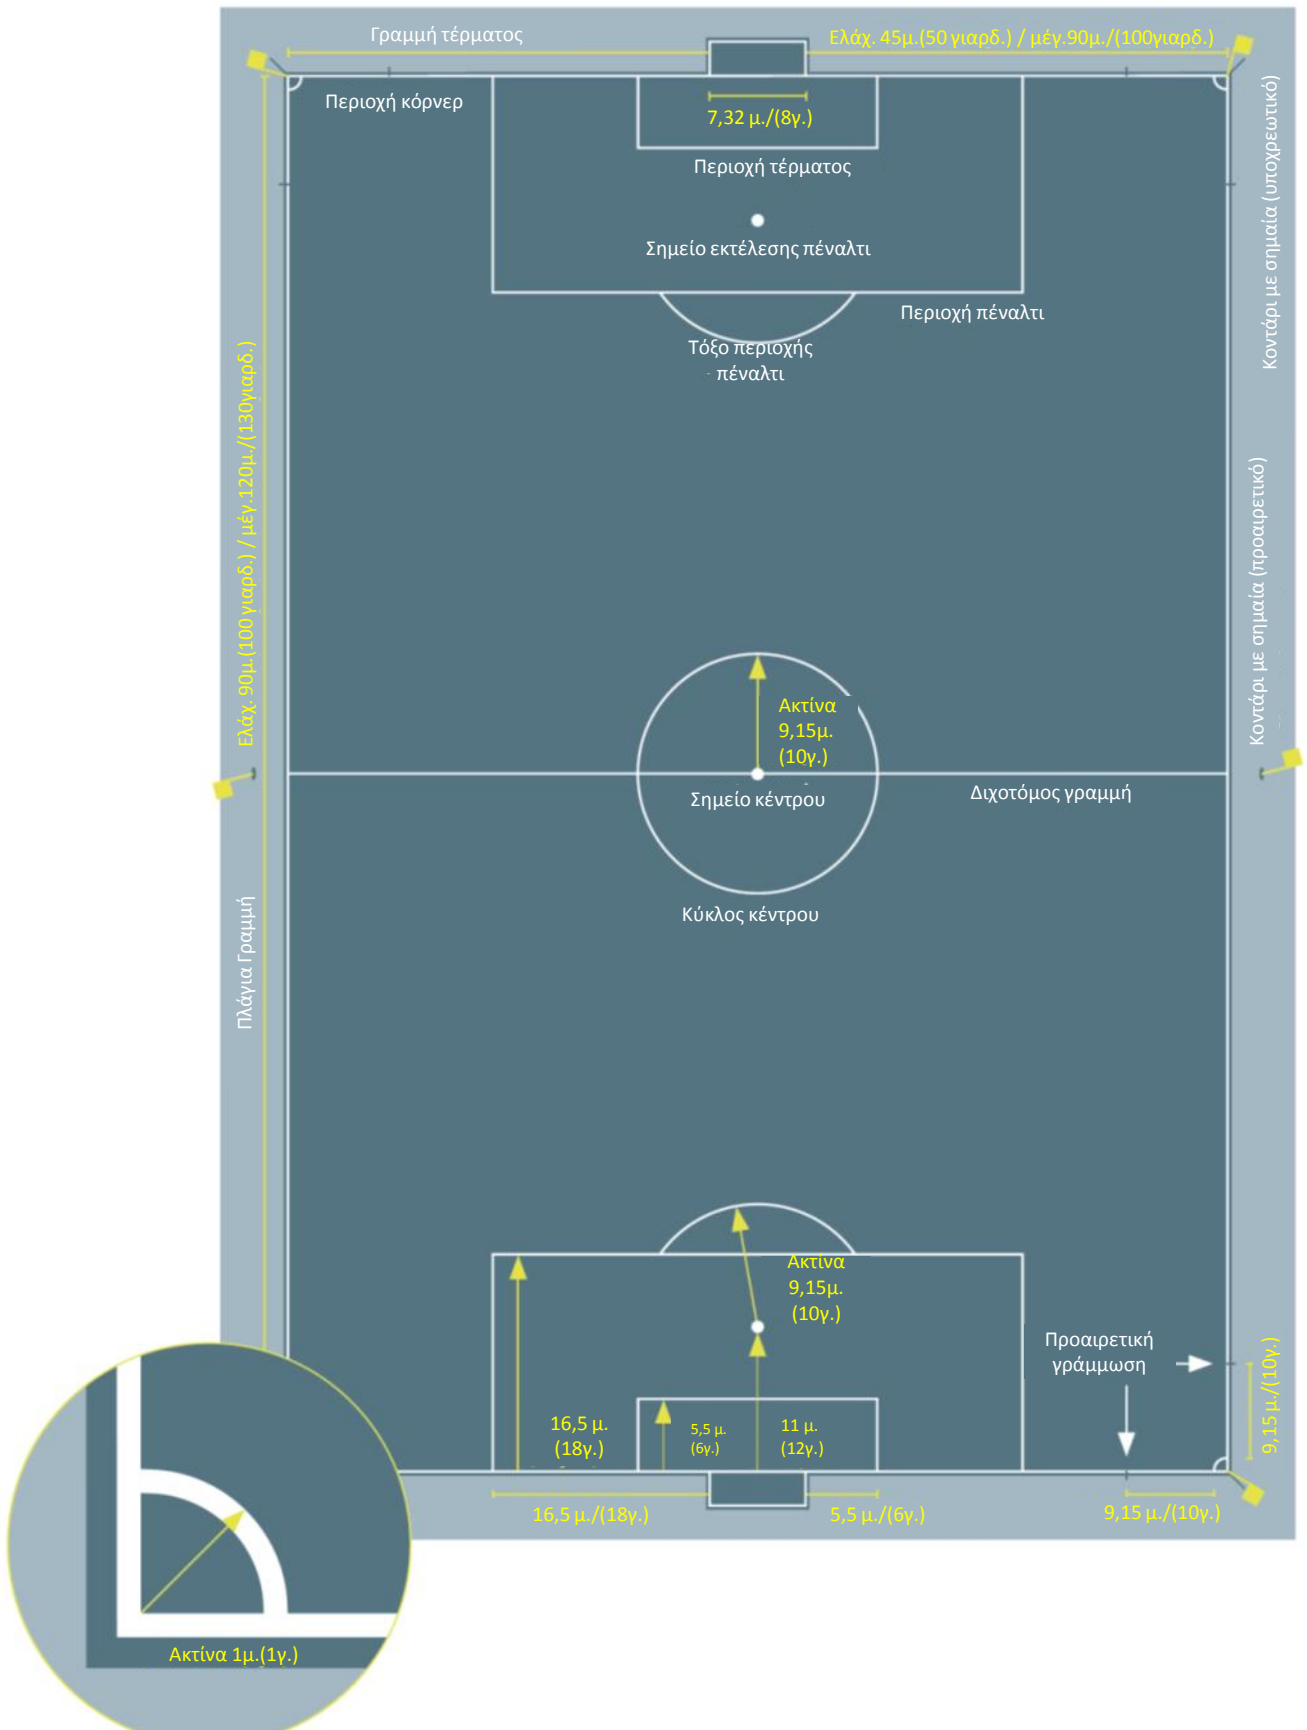 Γραμμή τέρματος
Ελάχ. 45μ.(50 γιαρδ.) / μέγ.90μ./(100γιαρδ.)
Περιοχή κόρνερ
7,32 μ./(8γ.)
Περιοχή τέρματος
Σημείο εκτέλεσης πέναλτι
Περιοχή πέναλτι
Τόξο περιοχής
πέναλτι
Κοντάρι με σημαία (υποχρεωτικό)
Ελάχ. 90μ.(100 γιαρδ.) / μέγ.120μ./(130γιαρδ.)
Κοντάρι με σημαία (προαιρετικό)
Ακτίνα
9,15μ.
(10γ.)
Σημείο κέντρου
Διχοτόμος γραμμή
Κύκλος κέντρου
Πλάγια Γραμμή
Ακτίνα
9,15μ.
(10γ.)
Προαιρετική
γράμμωση
9,15 μ./(10γ.)
16,5 μ.
(18γ.)
5,5 μ.
(6γ.)
11 μ.
(12γ.)
16,5 μ./(18γ.)
5,5 μ./(6γ.)
9,15 μ./(10γ.)
Ακτίνα 1μ.(1γ.)